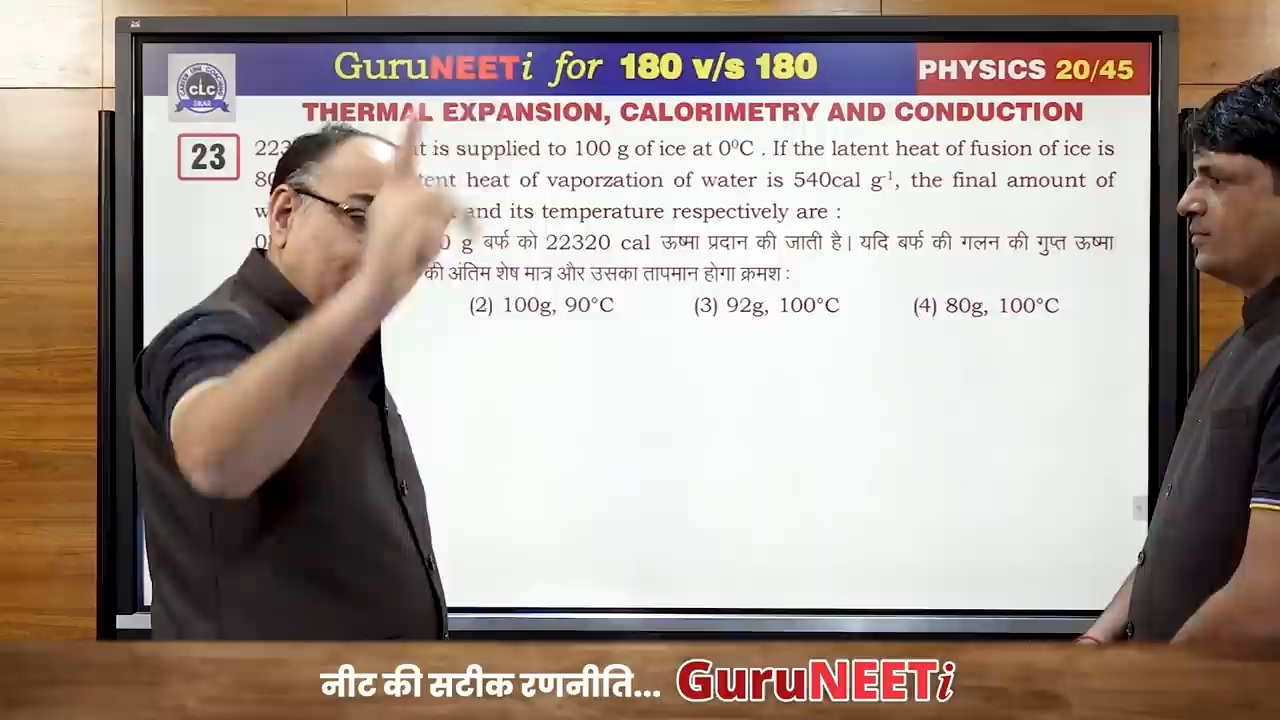 GuruNEETi for 180 v/s 180
PHYSICS 20/45
CLC
SIKAR
THERMAL EXPANSION, CALORIMETRY AND CONDUCTION
23
is supplied to 100 g of ice at 0⁰C . If the latent heat of fusion of ice is
heat of vaporzation of water is 540cal g⁻¹, the final amount of
and its temperature respectively are :
g बर्फ को 22320 cal ऊष्मा प्रदान की जाती है। यदि बर्फ की गलन की गुप्त ऊष्मा
की अंतिम शेष मात्र और उसका तापमान होगा क्रमश :
(2) 100g, 90°C (3) 92g, 100°C (4) 80g, 100°C
नीट की सटीक रणनीति... GuruNEETi